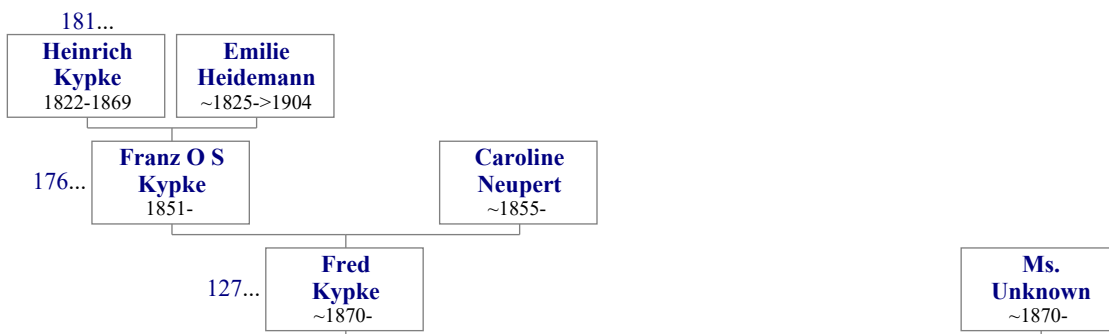 181...
Heinrich
Kypke
1822-1869
Emilie
Heidemann
~1825->1904
176...
Franz O S
Kypke
1851-
Caroline
Neupert
~1855-
127...
Fred
Kypke
~1870-
Ms.
Unknown
~1870-